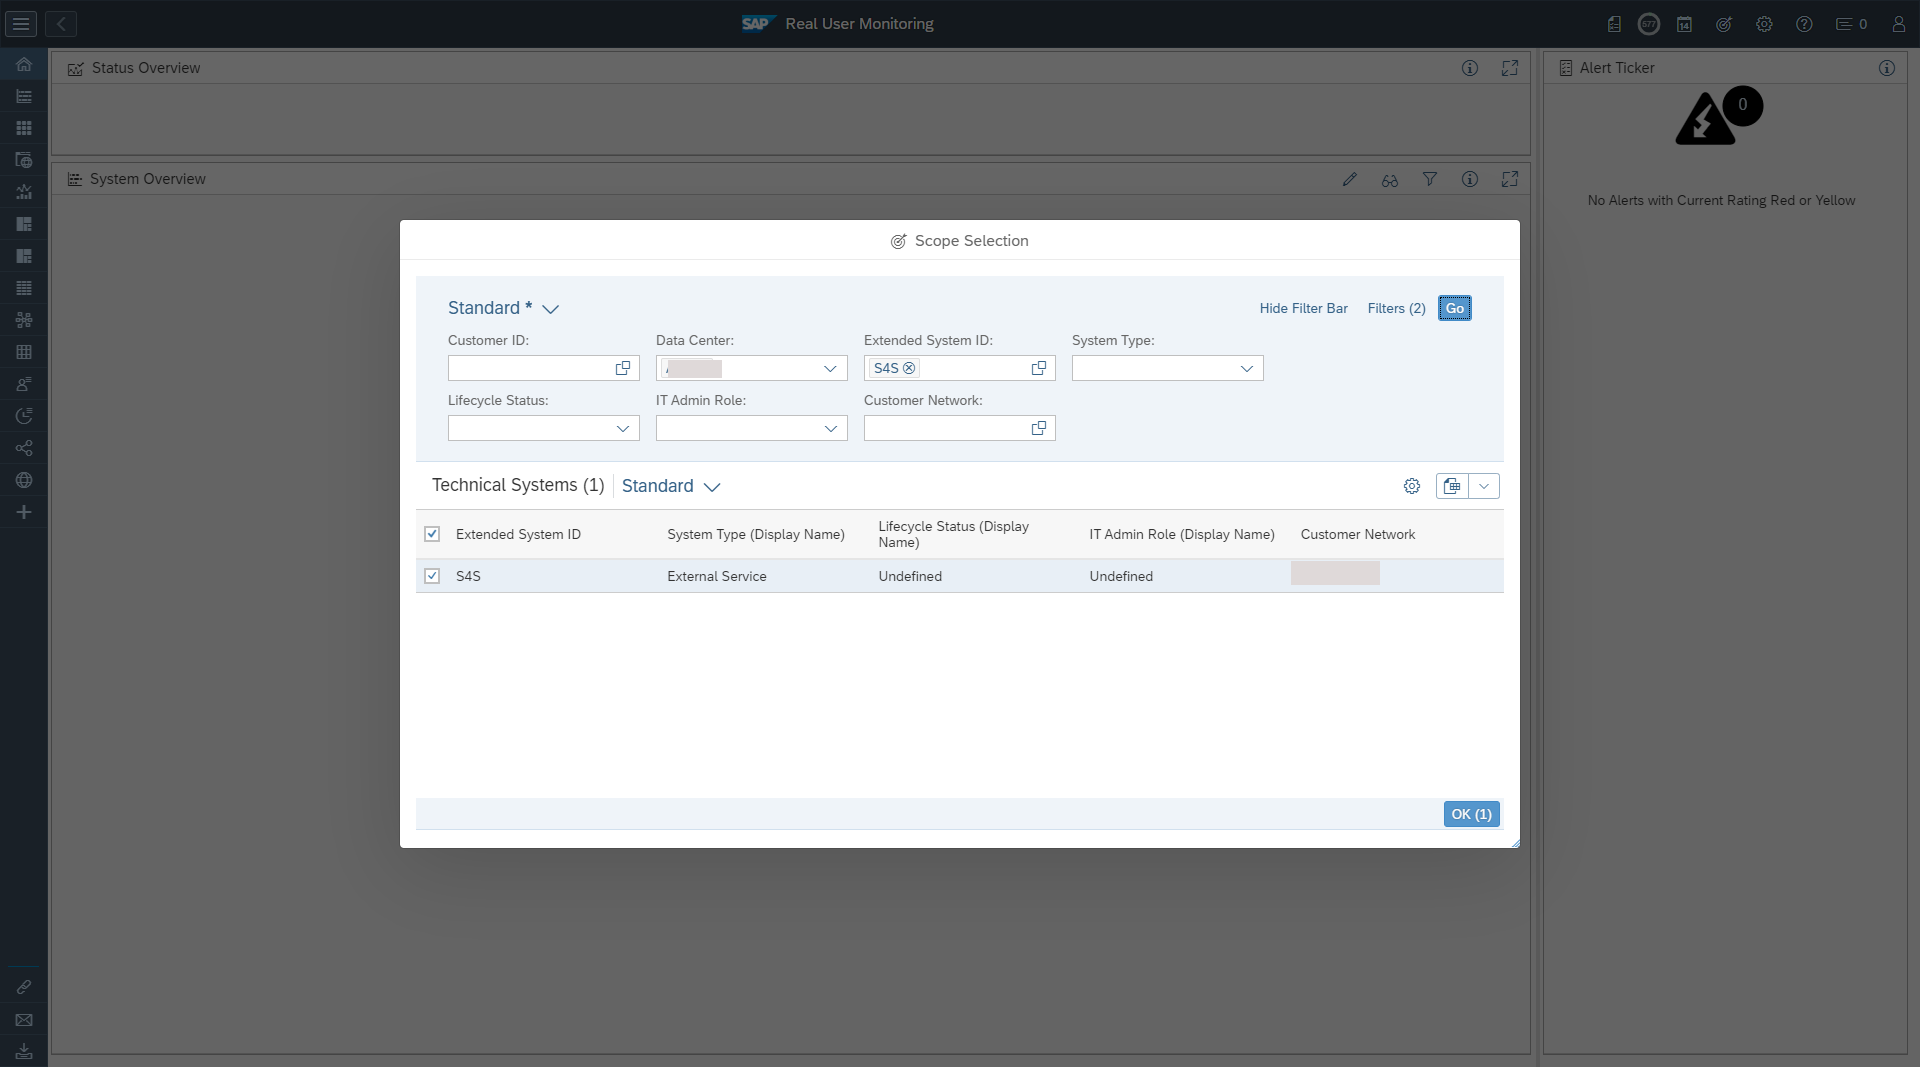 SAP Real User Monitoring
577
14
0
Status Overview
Alert Ticker
0
No Alerts with Current Rating Red or Yellow
System Overview
Scope Selection
Standard *
Hide Filter Bar Filters (2) Go
Customer ID: Data Center: Extended System ID: System Type:
S4S
Lifecycle Status: IT Admin Role: Customer Network:
Technical Systems (1) Standard
Extended System ID System Type (Display Name) Lifecycle Status (Display Name) IT Admin Role (Display Name) Customer Network
S4S External Service Undefined Undefined
OK (1)